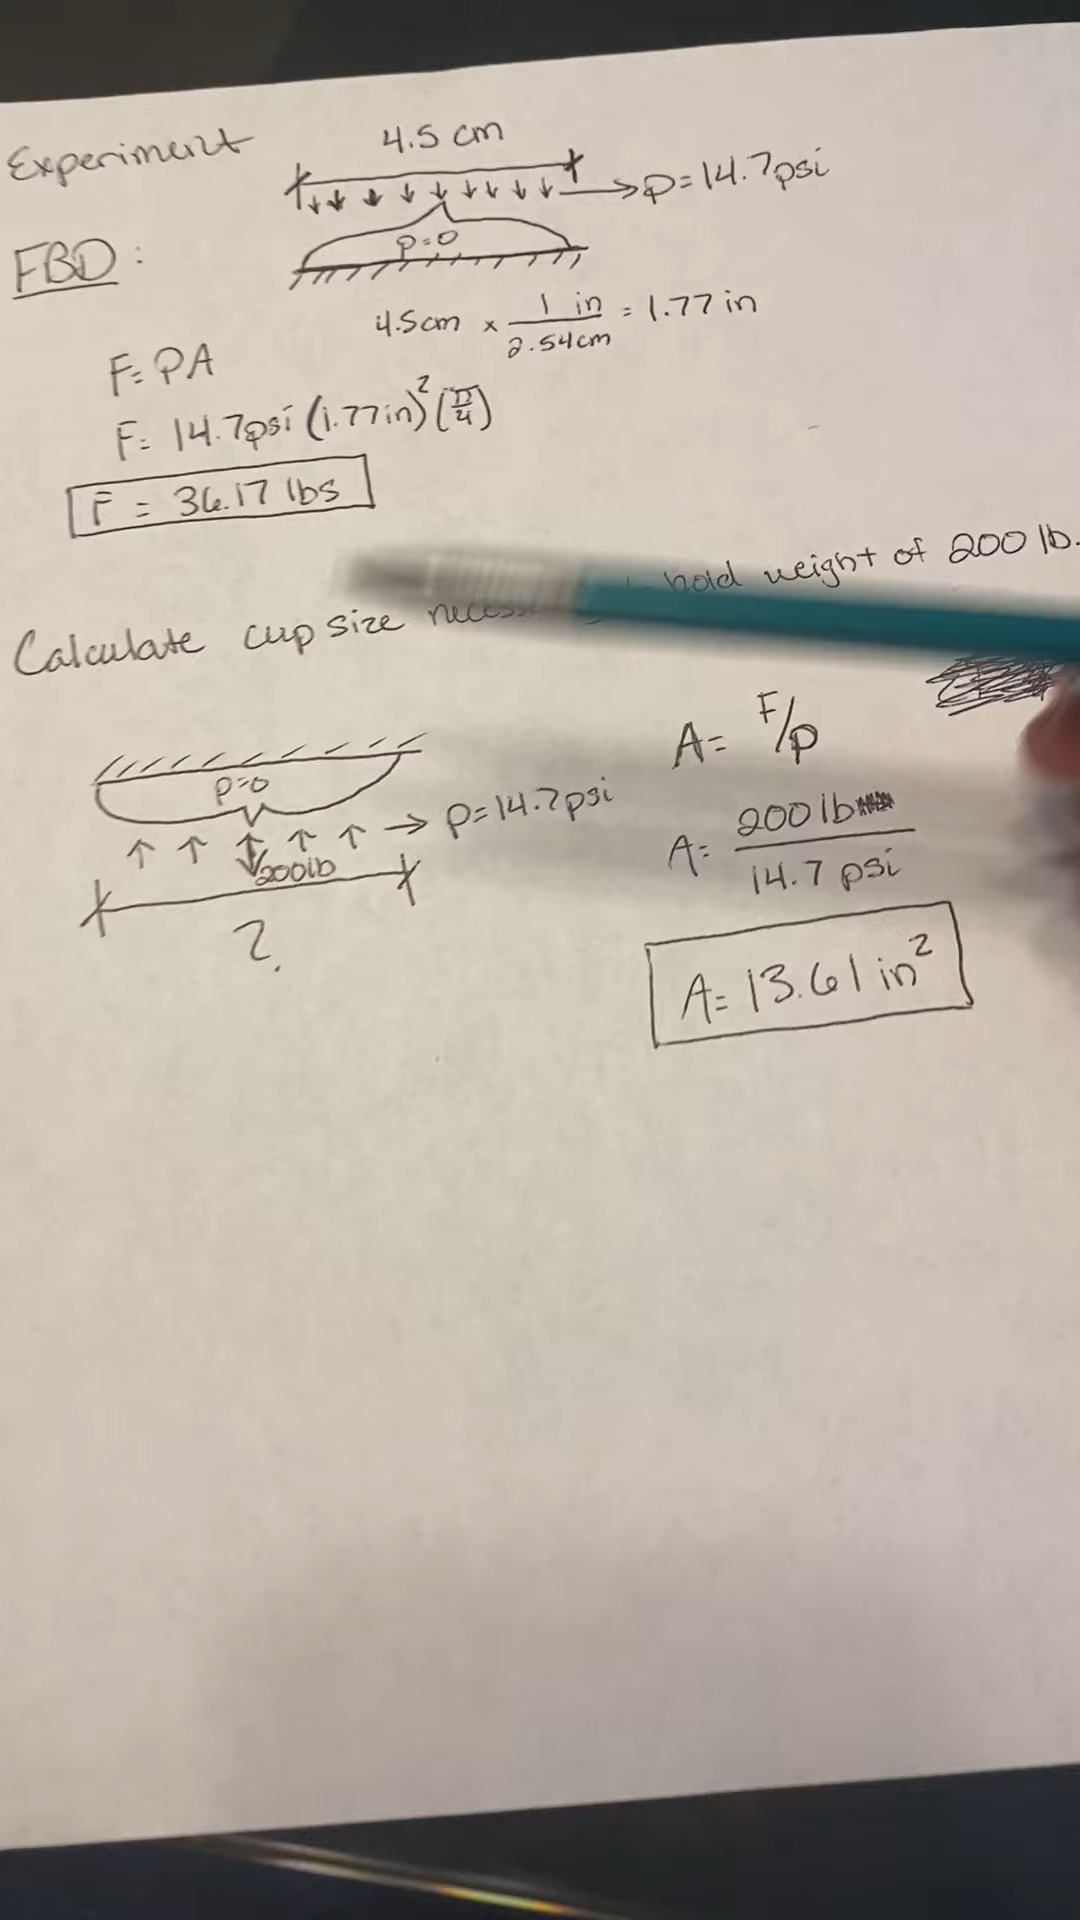 Experiment
4.5 cm
p=14.7psi
FBD:
p=0
4.5cm × 1 in / 2.54cm = 1.77 in
F= PA
F= 14.7psi (1.77in)² (π/4)
F = 36.17 lbs
Calculate cup size hold weight of 200 lb.
p=0
p=14.7psi
200lb
?
A= F/p
A= 200 lb / 14.7 psi
A= 13.61 in²